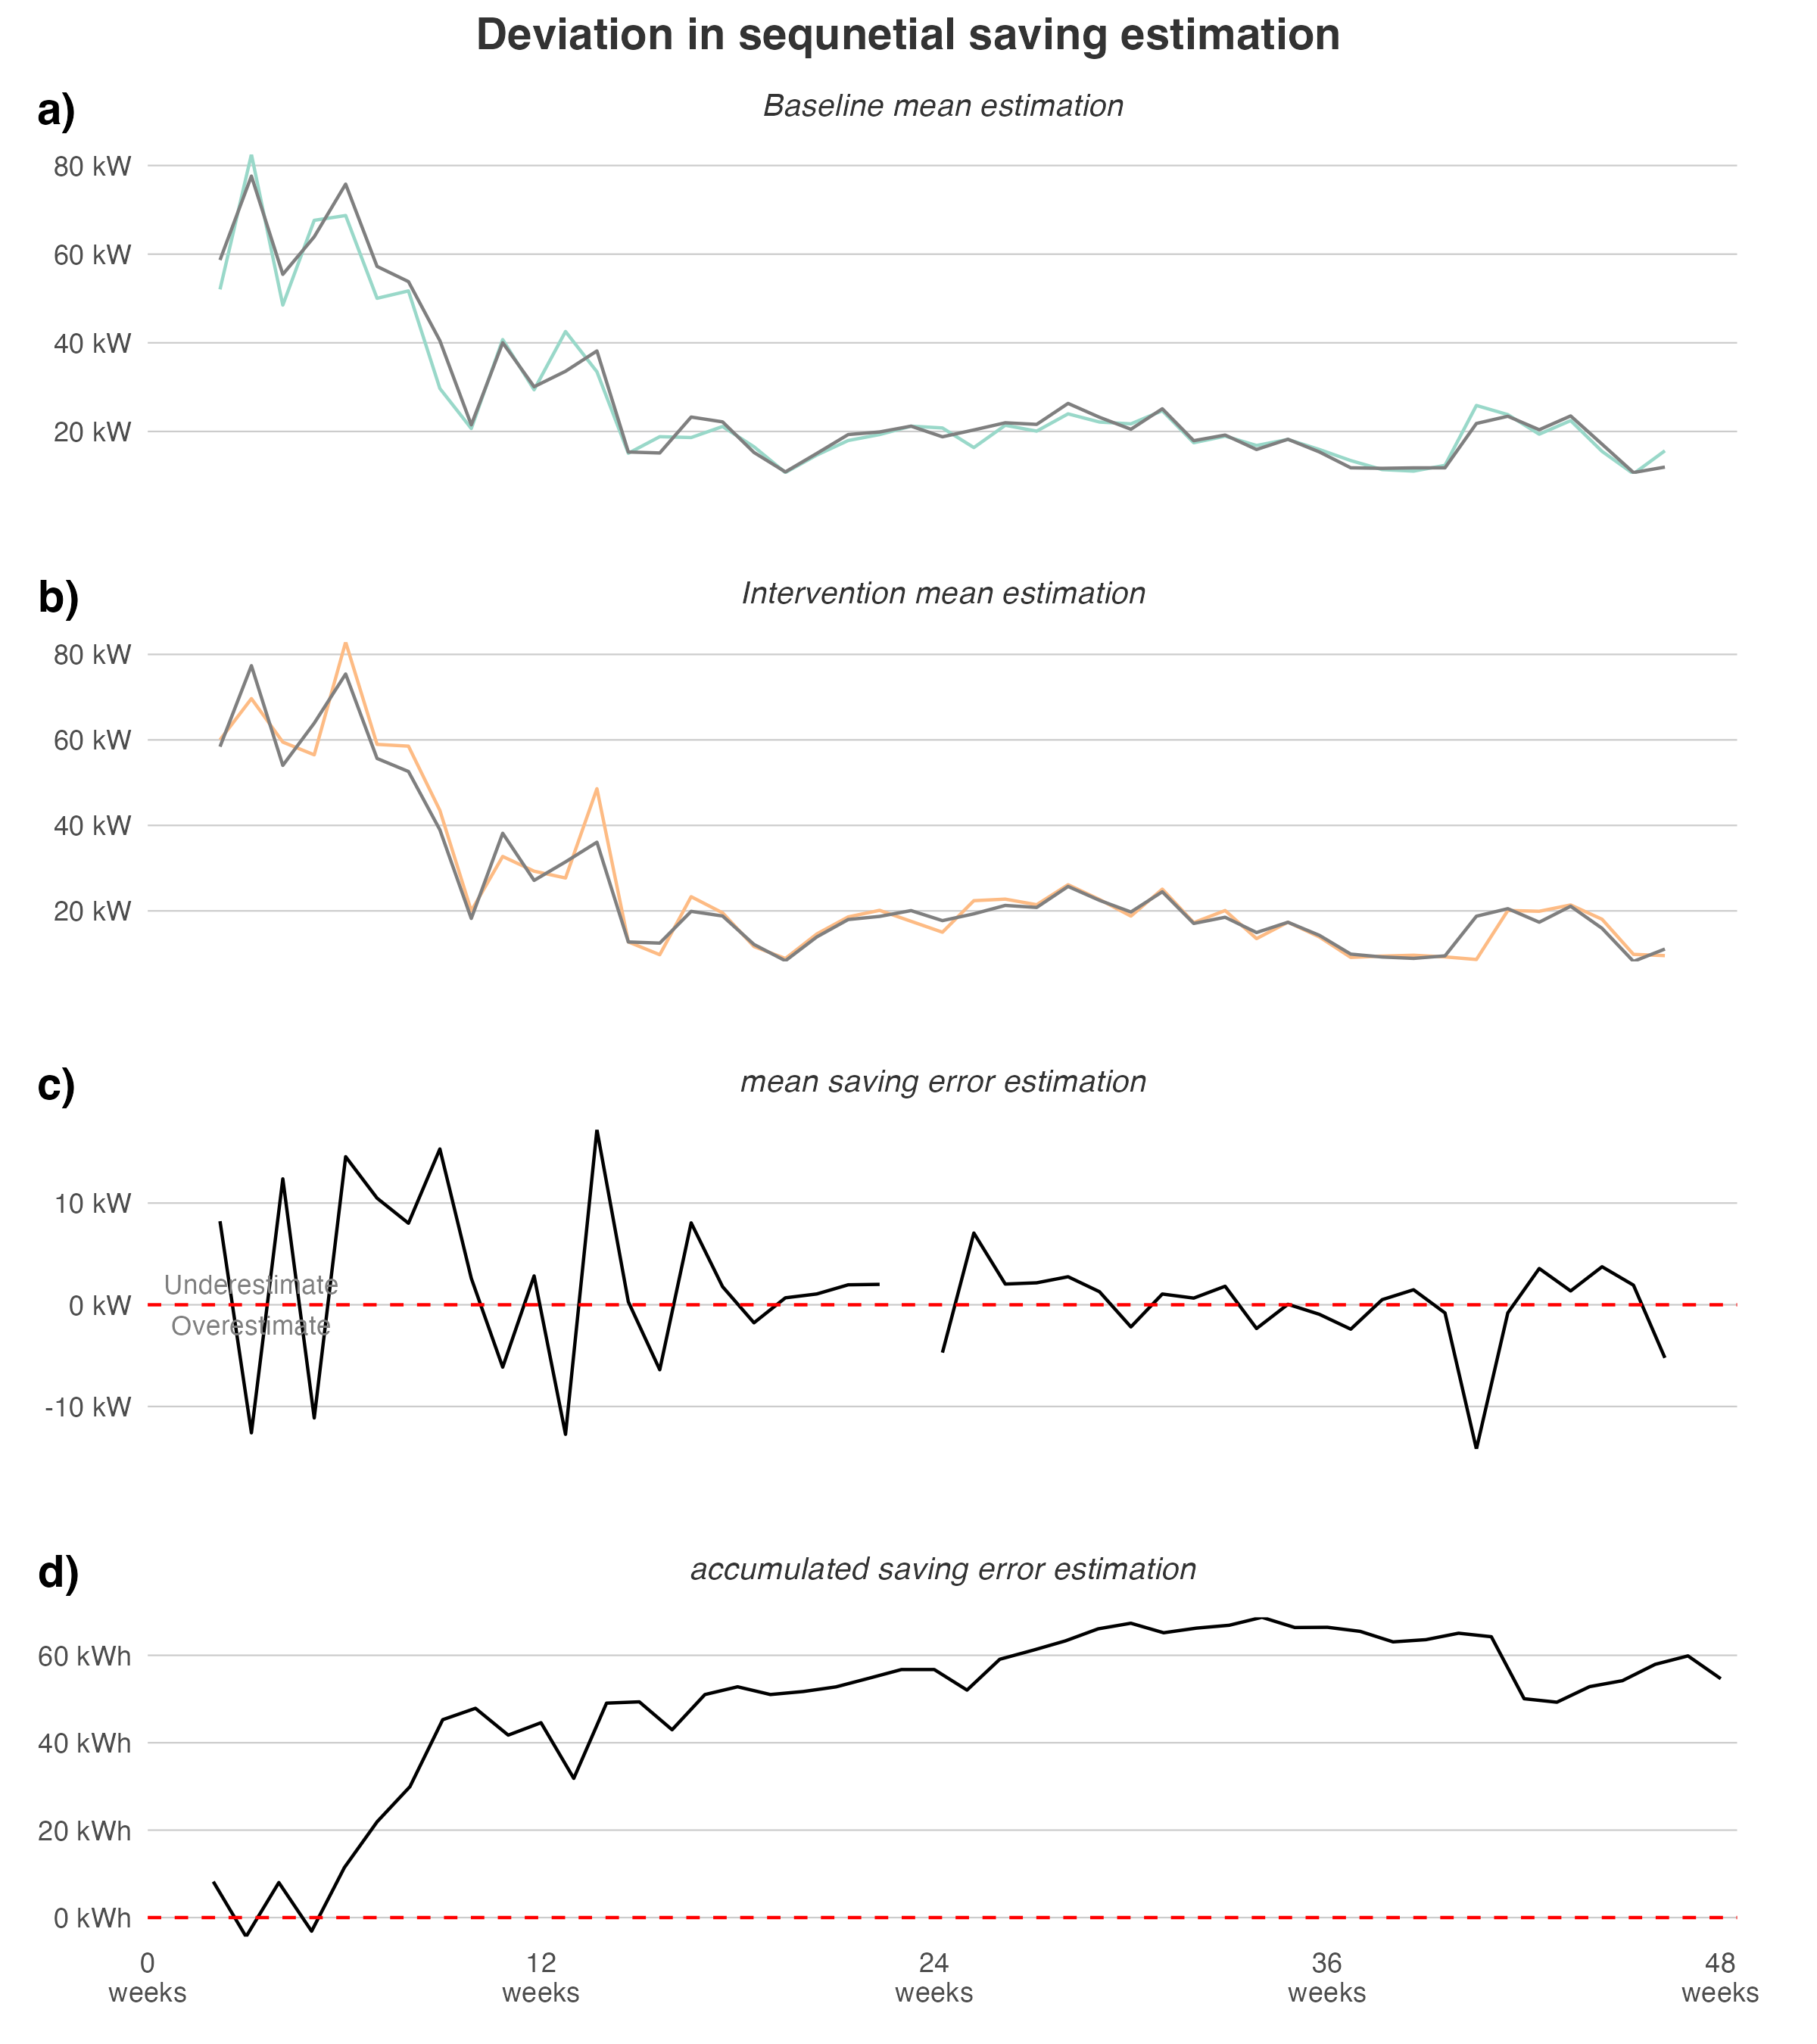 Deviation in sequnetial saving estimation
a)
Baseline mean estimation
80 kW
60 kW
40 kW
20 kW
b)
Intervention mean estimation
80 kW
60 kW
40 kW
20 kW
c)
mean saving error estimation
10 kW
Underestimate
0 kW
Overestimate
-10 kW
d)
accumulated saving error estimation
60 kWh
40 kWh
20 kWh
0 kWh
0 12 24 36 48
weeks weeks weeks weeks weeks